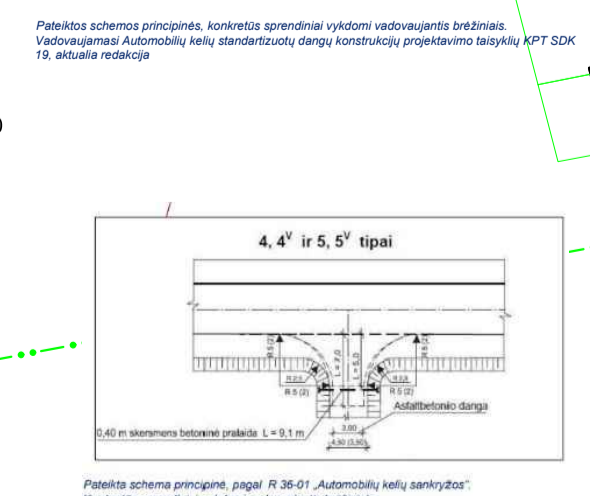 Pateiktos schemos principinės, konkretūs sprendiniai vykdomi vadovaujantis brėžiniais.
Vadovaujamasi Automobilių kelių standartizuotų dangų konstrukcijų projektavimo taisyklių KPT SDK
19, aktualia redakcija
4, 4V ir 5, 5V tipai
R 5 (2)
L = 7,0
L = 5,0
R 5 (2)
R 2,5
R 5 (2)
R 5 (2)
Asfaltbetonio danga
0,40 m skersmens betoninė pralaida L = 9,1 m
3,00
4,50 (3,50)
Pateikta schema principinė, pagal R 36-01 „Automobilių kelių sankryžos".